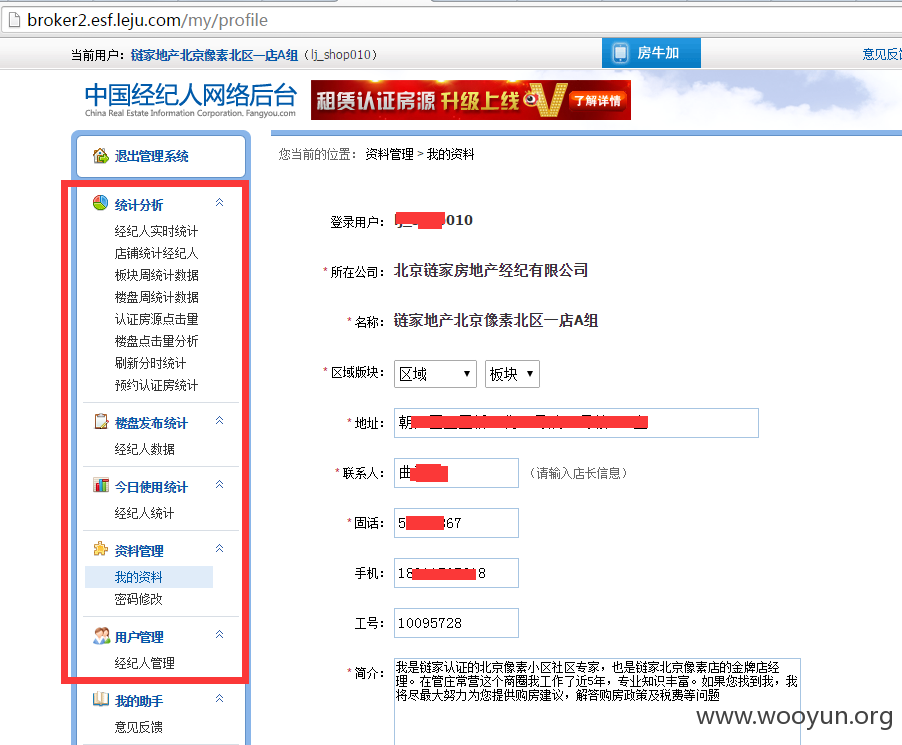 broker2.esf.leju.com/my/profile
当前用户：链家地产北京像素北区一店A组（lj_shop010）
房牛加
意见反
中国经纪人网络后台
China Real Estate Information Corporation. Fangyou.com
租赁认证房源 升级上线 了解详情
退出管理系统
您当前的位置： 资料管理 > 我的资料
统计分析
经纪人实时统计
店铺统计经纪人
板块周统计数据
楼盘周统计数据
认证房源点击量
楼盘点击量分析
刷新分时统计
预约认证房统计
楼盘发布统计
经纪人数据
今日使用统计
经纪人统计
资料管理
我的资料
密码修改
用户管理
经纪人管理
我的助手
意见反馈
登录用户： 010
*所在公司： 北京链家房地产经纪有限公司
*名称： 链家地产北京像素北区一店A组
*区域版块： 区域 板块
*地址： 朝
*联系人： 曲 （请输入店长信息）
*固话： 5 67
手机： 18 8
工号： 10095728
*简介： 我是链家认证的北京像素小区社区专家，也是链家北京像素店的金牌店经
理。在管庄常营这个商圈我工作了近5年，专业知识丰富。如果您找到我，我
将尽最大努力为您提供购房建议，解答购房政策及税费等问题
www.wooyun.org